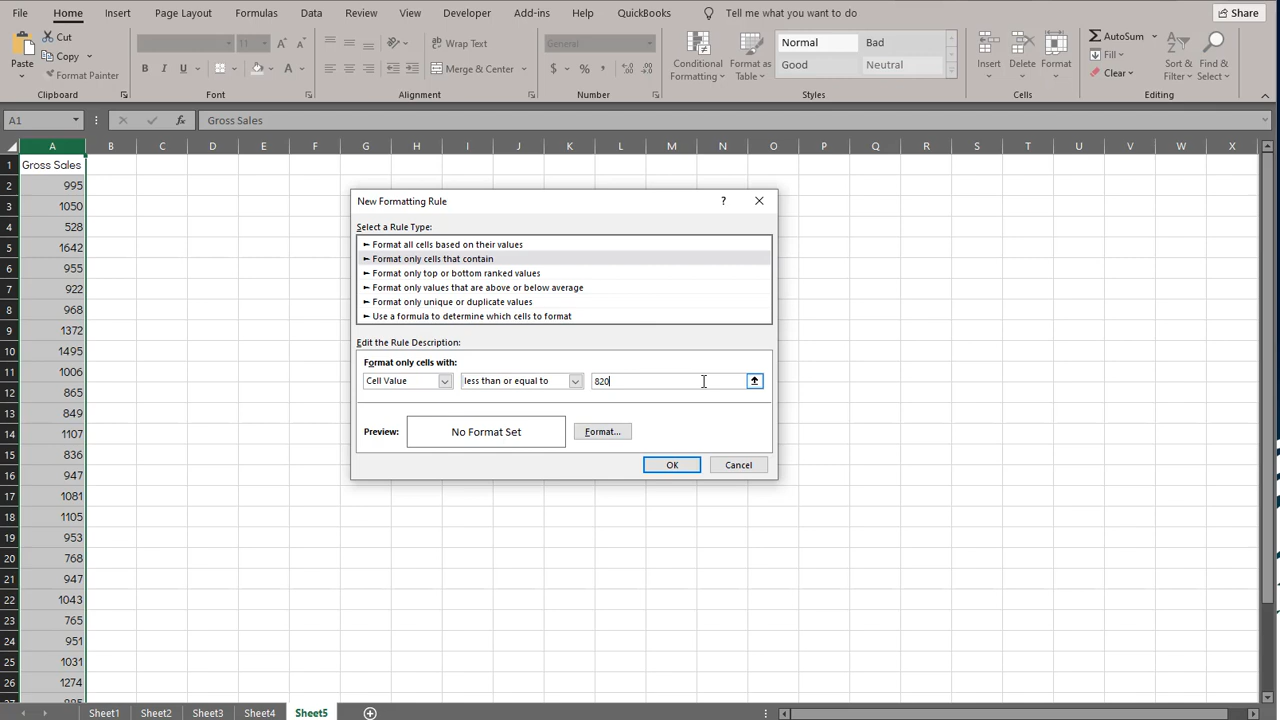 File Home Insert Page Layout Formulas Data Review View Developer Add-ins Help QuickBooks Tell me what you want to do Share
Paste
Cut
Copy
Format Painter
Clipboard
11
Font
Wrap Text
Merge & Center
Alignment
General
Number
Conditional Formatting
Format as Table
Normal Bad
Good Neutral
Styles
Insert Delete Format
Cells
AutoSum
Fill
Clear
Sort & Filter
Find & Select
Editing
A1 fx Gross Sales
A B C D E F G H I J K L M N O P Q R S T U V W X
1 Gross Sales
2 995
3 1050
4 528
5 1642
6 955
7 922
8 968
9 1372
10 1495
11 1006
12 865
13 849
14 1107
15 836
16 947
17 1081
18 1105
19 953
20 768
21 947
22 1043
23 765
24 951
25 1031
26 1274
New Formatting Rule ?
Select a Rule Type:
► Format all cells based on their values
► Format only cells that contain
► Format only top or bottom ranked values
► Format only values that are above or below average
► Format only unique or duplicate values
► Use a formula to determine which cells to format
Edit the Rule Description:
Format only cells with:
Cell Value less than or equal to 820
Preview: No Format Set Format...
OK Cancel
Sheet1 Sheet2 Sheet3 Sheet4 Sheet5